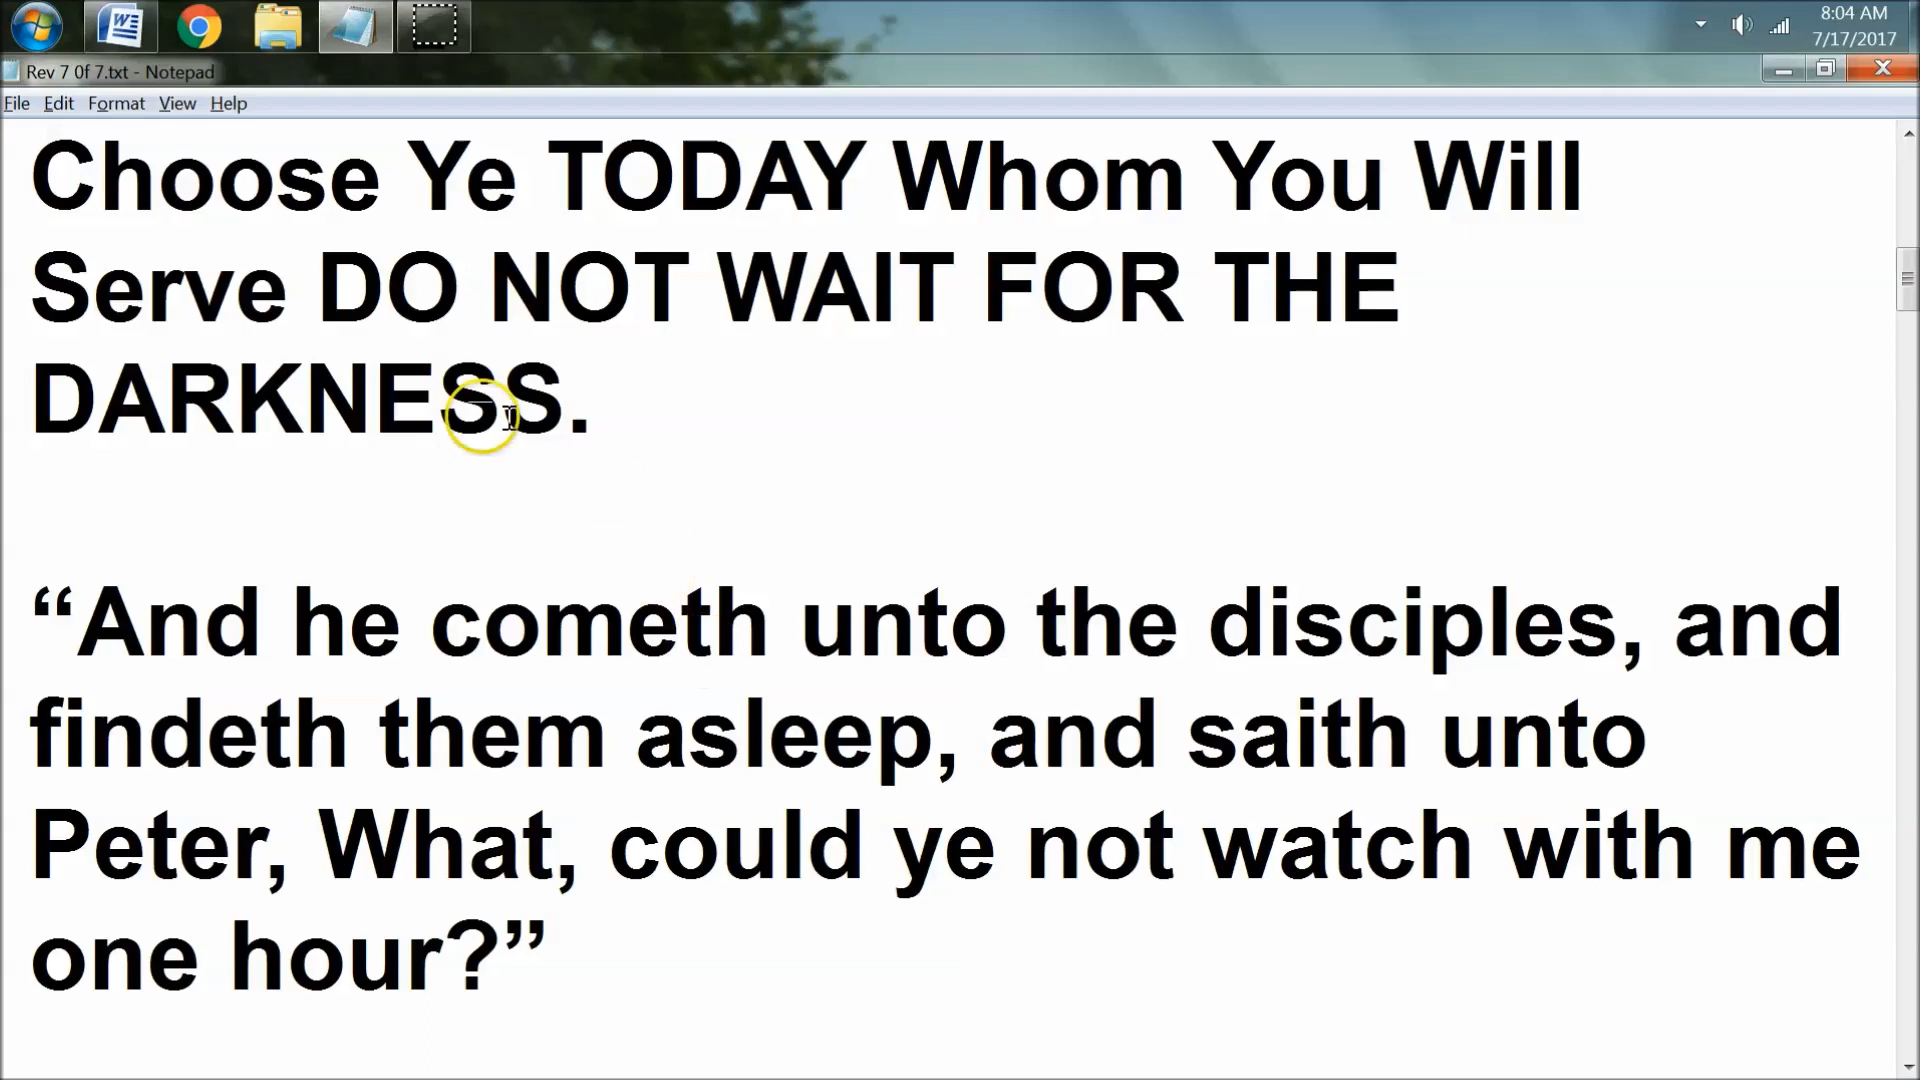 8:04 AM
7/17/2017
Rev 7 0f 7.txt - Notepad
File Edit Format View Help
Choose Ye TODAY Whom You Will
Serve DO NOT WAIT FOR THE
DARKNESS.
“And he cometh unto the disciples, and
findeth them asleep, and saith unto
Peter, What, could ye not watch with me
one hour?”